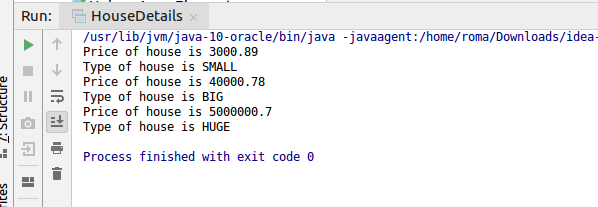 Run: HouseDetails
/usr/lib/jvm/java-10-oracle/bin/java -javaagent:/home/roma/Downloads/idea-
Price of house is 3000.89
Type of house is SMALL
Price of house is 40000.78
Type of house is BIG
Price of house is 5000000.7
Type of house is HUGE
Process finished with exit code 0
7: Structure